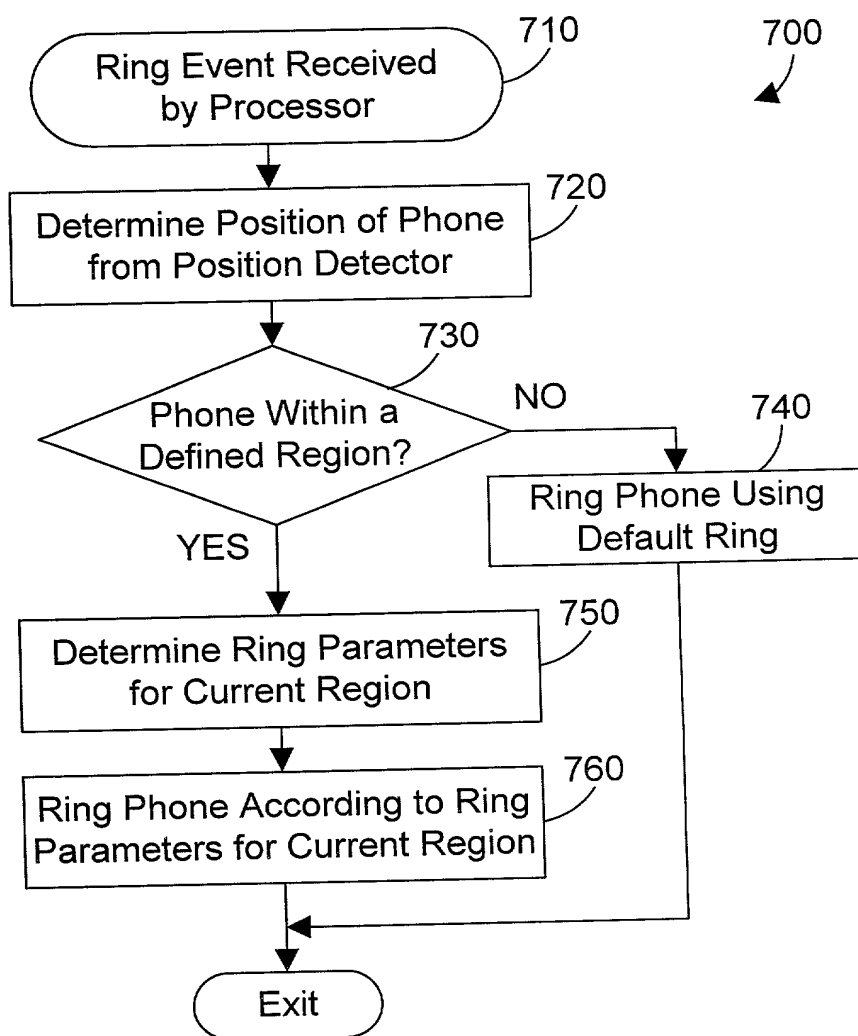 710
700
Ring Event Received
by Processor
720
Determine Position of Phone
from Position Detector
730
Phone Within a
Defined Region?
NO
740
Ring Phone Using
Default Ring
YES
750
Determine Ring Parameters
for Current Region
760
Ring Phone According to Ring
Parameters for Current Region
Exit